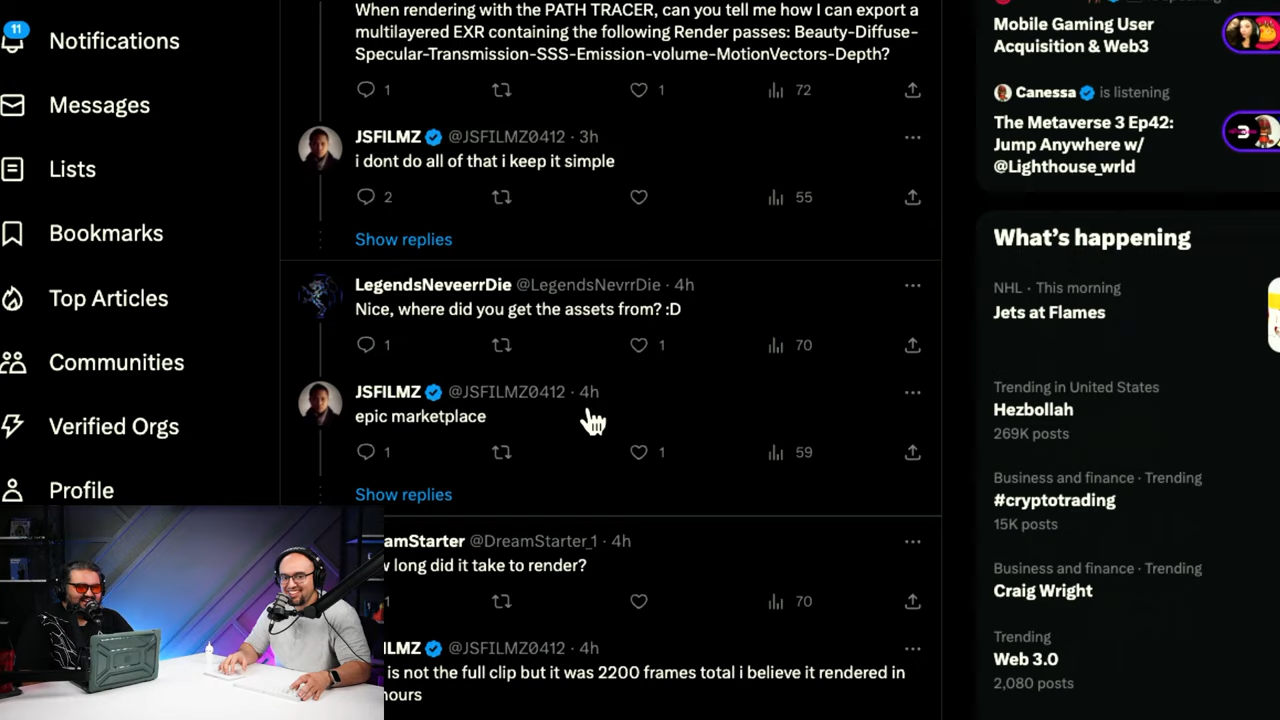 11
Notifications
Messages
Lists
Bookmarks
Top Articles
Communities
Verified Orgs
Profile
When rendering with the PATH TRACER, can you tell me how I can export a
multilayered EXR containing the following Render passes: Beauty-Diffuse-
Specular-Transmission-SSS-Emission-volume-MotionVectors-Depth?
1 1 72
JSFILMZ @JSFILMZ0412 · 3h
i dont do all of that i keep it simple
2 55
Show replies
LegendsNeveerrDie @LegendsNevrrDie · 4h
Nice, where did you get the assets from? :D
1 1 70
JSFILMZ @JSFILMZ0412 · 4h
epic marketplace
1 1 59
Show replies
amStarter @DreamStarter_1 · 4h
long did it take to render?
70
ILMZ @JSFILMZ0412 · 4h
is not the full clip but it was 2200 frames total i believe it rendered in
hours
Mobile Gaming User
Acquisition & Web3
Canessa is listening
The Metaverse 3 Ep42:
Jump Anywhere w/
@Lighthouse_wrld
What's happening
NHL · This morning
Jets at Flames
Trending in United States
Hezbollah
269K posts
Business and finance · Trending
#cryptotrading
15K posts
Business and finance · Trending
Craig Wright
Trending
Web 3.0
2,080 posts